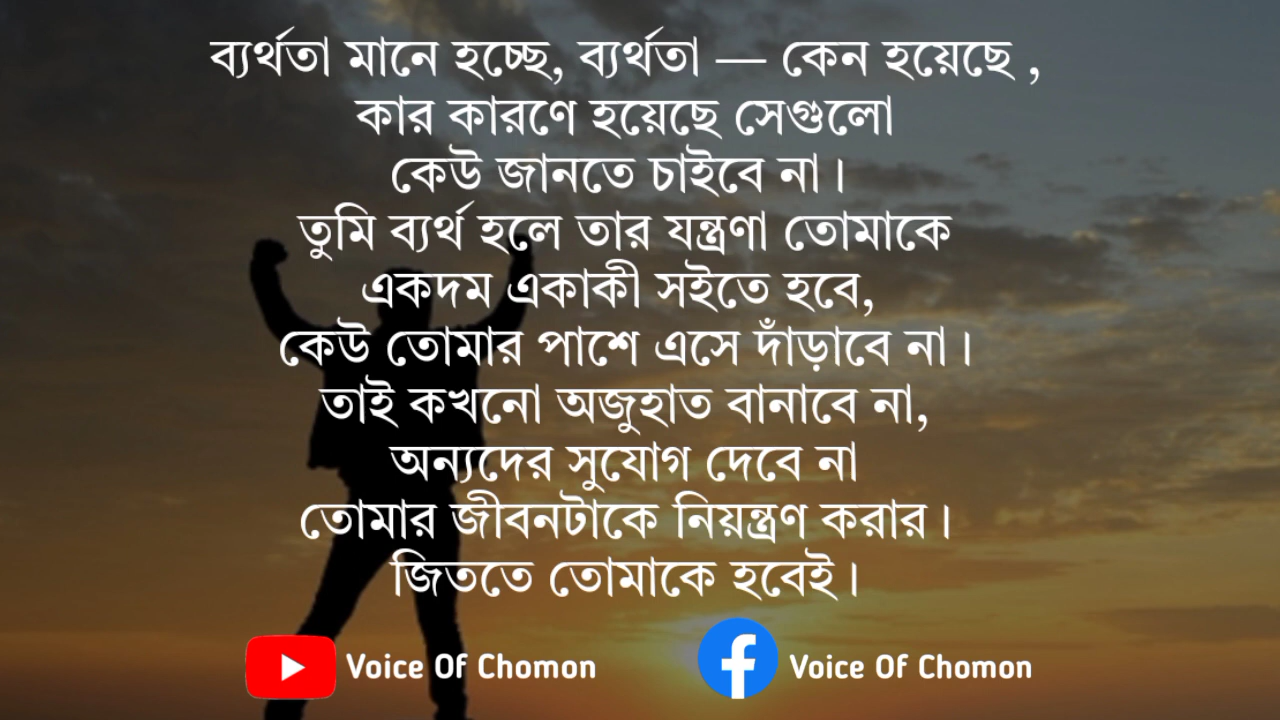 ব্যর্থতা মানে হচ্ছে, ব্যর্থতা — কেন হয়েছে ,
কার কারণে হয়েছে সেগুলো
কেউ জানতে চাইবে না।
তুমি ব্যর্থ হলে তার যন্ত্রণা তোমাকে
একদম একাকী সইতে হবে,
কেউ তোমার পাশে এসে দাঁড়াবে না।
তাই কখনো অজুহাত বানাবে না,
অন্যদের সুযোগ দেবে না
তোমার জীবনটাকে নিয়ন্ত্রণ করার।
জিততে তোমাকে হবেই।
Voice Of Chomon Voice Of Chomon